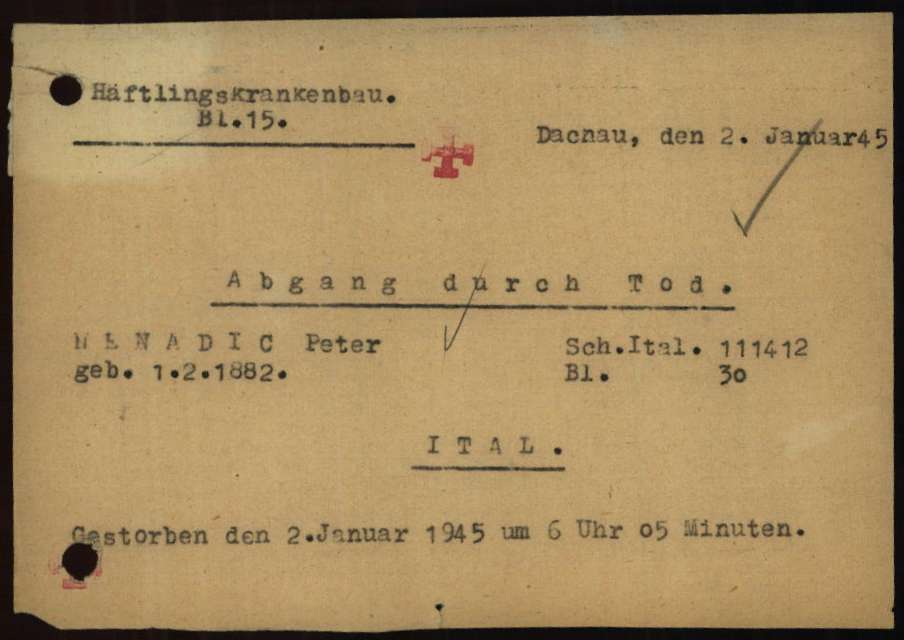 Häftlingskrankenbau.
Bl.15.
Dachau, den 2. Januar45
Abgang durch Tod.
NENADIC Peter
Sch.Ital. 111412
geb. 1.2.1882.
Bl. 30
ITAL.
Gestorben den 2.Januar 1945 um 6 Uhr o5 Minuten.